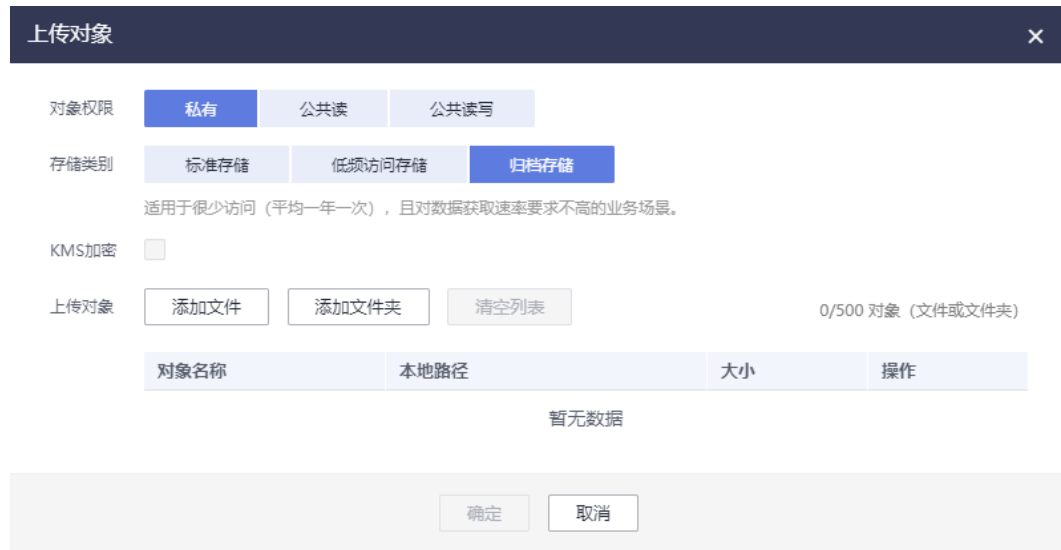 上传对象
对象权限 私有 公共读 公共读写
存储类别 标准存储 低频访问存储 归档存储
适用于很少访问（平均一年一次），且对数据获取速率要求不高的业务场景。
KMS加密
上传对象 添加文件 添加文件夹 清空列表 0/500 对象（文件或文件夹）
对象名称 本地路径 大小 操作
暂无数据
确定 取消